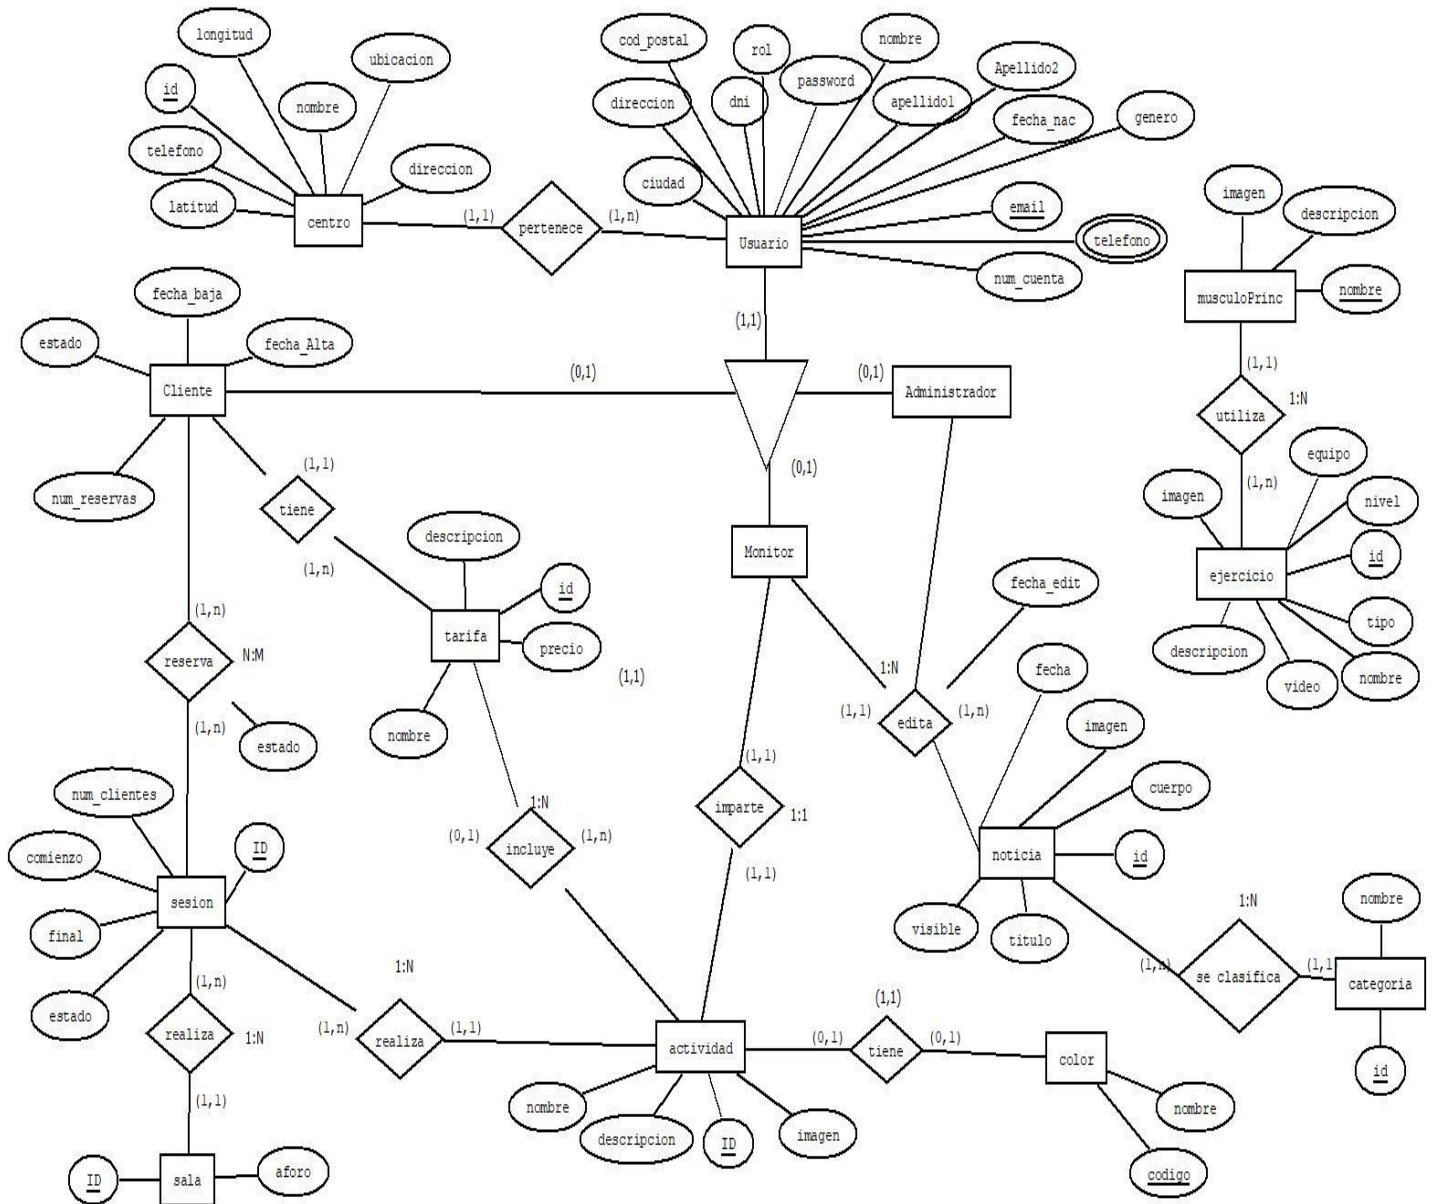 longitud
ubicacion
id
nombre
telefono
direccion
latitud
centro
(1,1)
pertenece
(1,n)
cod_postal
rol
nombre
password
Apellido2
direccion
dni
apellido1
fecha_nac
genero
ciudad
email
Usuario
telefono
num_cuenta
imagen
descripcion
musculoPrinc
nombre
(1,1)
utiliza
1:N
(1,n)
equipo
imagen
nivel
id
ejercicio
tipo
descripcion
video
nombre
(1,1)
fecha_baja
estado
fecha_Alta
Cliente
(0,1)
(0,1)
Administrador
(0,1)
num_reservas
(1,1)
tiene
(1,n)
descripcion
id
tarifa
precio
nombre
(1,1)
Monitor
fecha_edit
1:N
(1,1)
edita
(1,n)
fecha
imagen
cuerpo
noticia
id
visible
titulo
1:N
(1,n)
se clasifica
(1,1
nombre
categoria
id
(1,n)
reserva
N:M
(1,n)
estado
num_clientes
comienzo
ID
sesion
final
estado
(1,n)
realiza
1:N
(1,1)
ID
sala
aforo
1:N
(1,n)
realiza
(1,1)
1:N
(0,1)
incluye
(1,n)
(1,1)
imparte
1:1
(1,1)
actividad
nombre
descripcion
ID
imagen
(1,1)
(0,1)
tiene
(0,1)
color
nombre
codigo